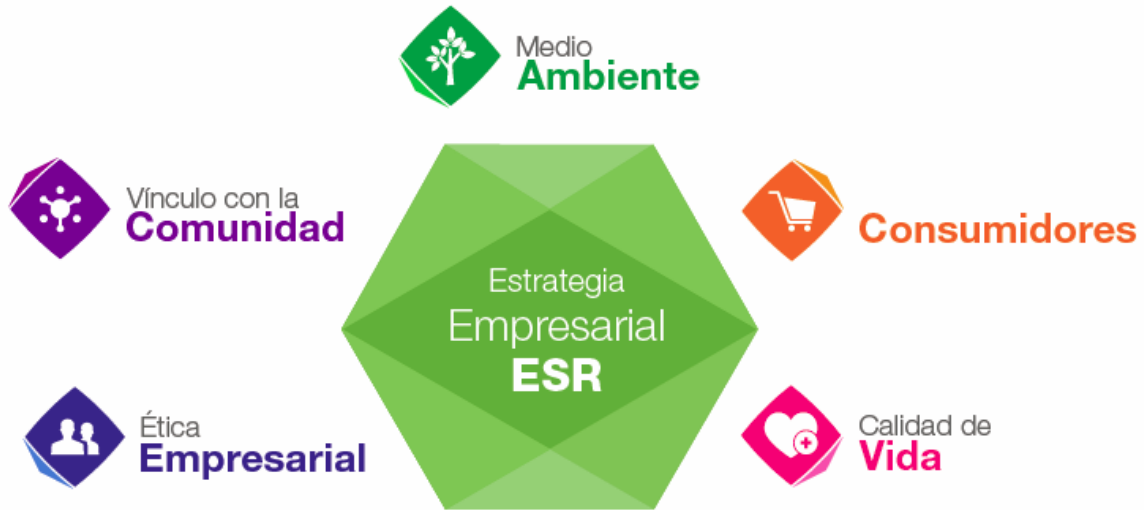 Medio
Ambiente
Vínculo con la
Comunidad
Consumidores
Estrategia
Empresarial
ESR
Ética
Empresarial
Calidad de
Vida